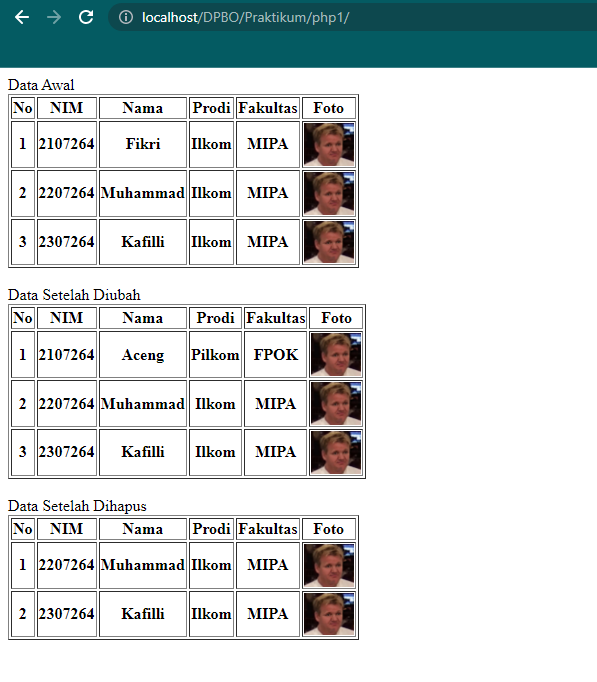 localhost/DPBO/Praktikum/php1/
Data Awal
No NIM Nama Prodi Fakultas Foto
1 2107264 Fikri Ilkom MIPA
2 2207264 Muhammad Ilkom MIPA
3 2307264 Kafilli Ilkom MIPA
Data Setelah Diubah
No NIM Nama Prodi Fakultas Foto
1 2107264 Aceng Pilkom FPOK
2 2207264 Muhammad Ilkom MIPA
3 2307264 Kafilli Ilkom MIPA
Data Setelah Dihapus
No NIM Nama Prodi Fakultas Foto
1 2207264 Muhammad Ilkom MIPA
2 2307264 Kafilli Ilkom MIPA